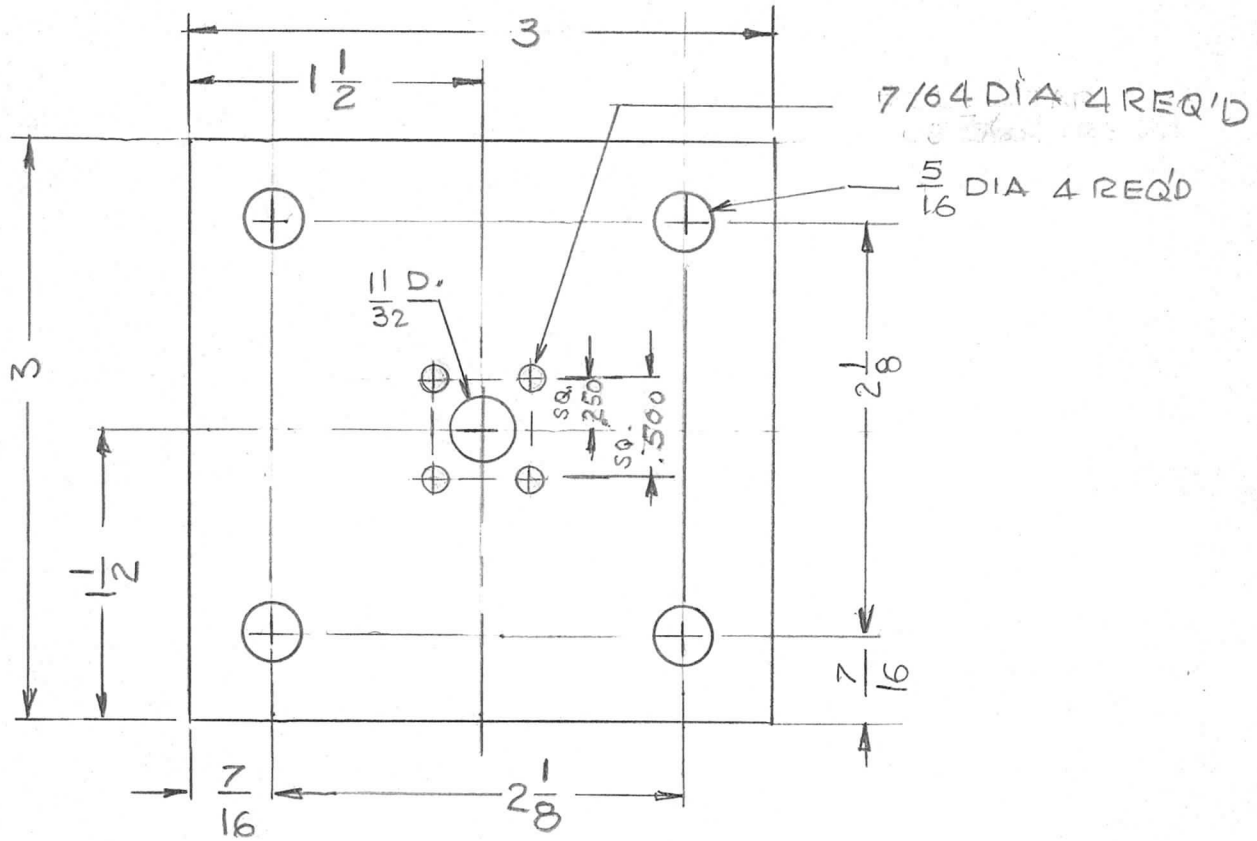 3
1 1/2
7/64 DIA 4 REQ'D
5/16 DIA 4 REQ'D
11/32 D.
SQ. .250
SQ. .500
3
2 1/8
1 1/2
7/16
7/16
2 1/8